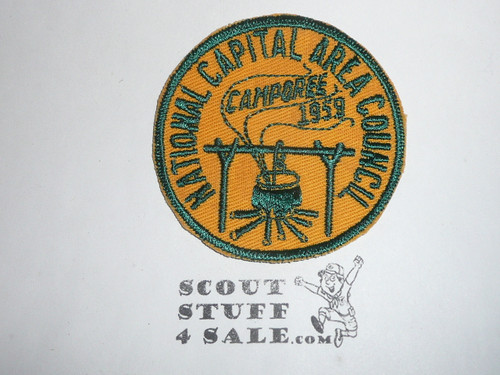 NATIONAL CAPITAL AREA COUNCIL
CAMPOREE
1959
SCOUT
STUFF
4 SALE.COM